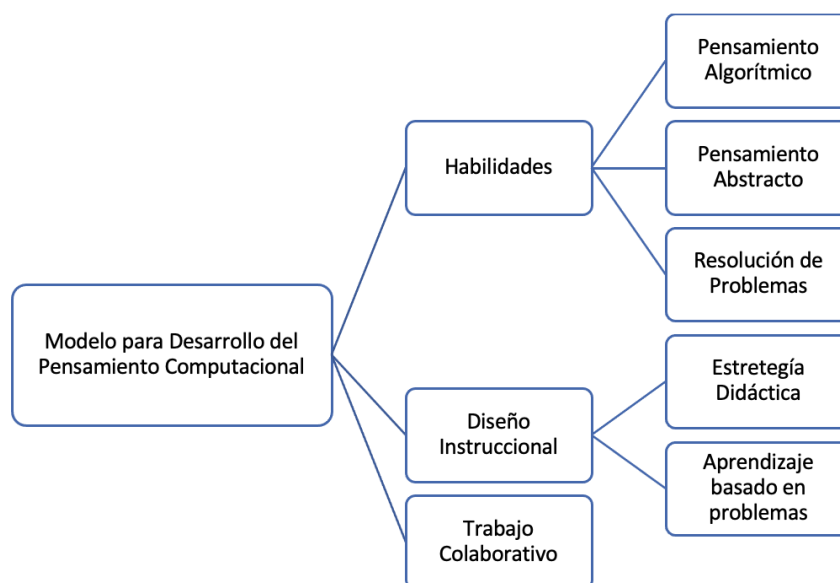 Modelo para Desarrollo del
Pensamiento Computacional
Habilidades
Pensamiento
Algorítmico
Pensamiento
Abstracto
Resolución de
Problemas
Diseño
Instruccional
Estretegía
Didáctica
Aprendizaje
basado en
problemas
Trabajo
Colaborativo